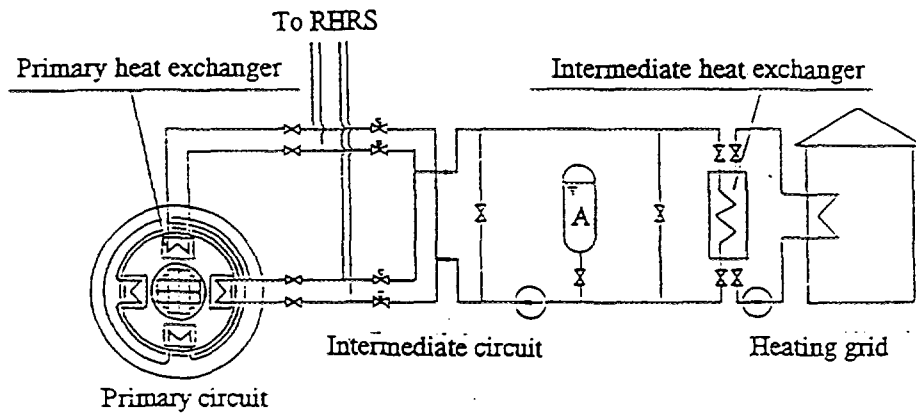 To RHRS
Primary heat exchanger
Intermediate heat exchanger
A
Intermediate circuit
Heating grid
Primary circuit